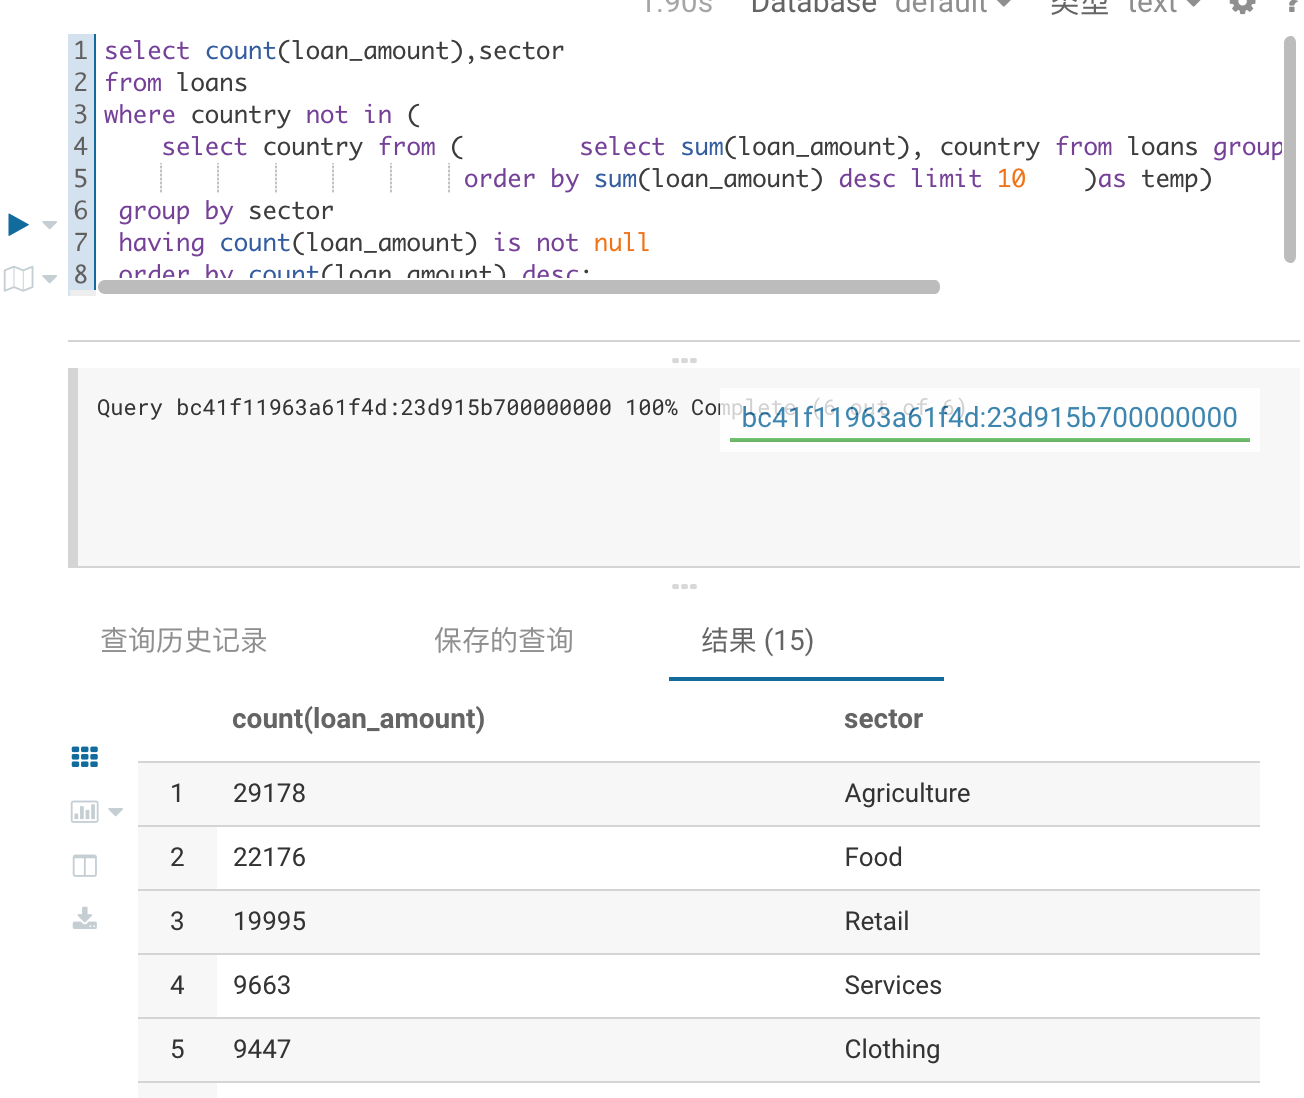 1.90s Database default 类型 text ?
1 select count(loan_amount),sector
2 from loans
3 where country not in (
4 select country from ( select sum(loan_amount), country from loans group
5 order by sum(loan_amount) desc limit 10 )as temp)
6 group by sector
7 having count(loan_amount) is not null
8 order by count(loan_amount) desc;
Query bc41f11963a61f4d:23d915b700000000 100% Complete (6 out of 6)
bc41f11963a61f4d:23d915b700000000
查询历史记录 保存的查询 结果 (15)
count(loan_amount) sector
1 29178 Agriculture
2 22176 Food
3 19995 Retail
4 9663 Services
5 9447 Clothing